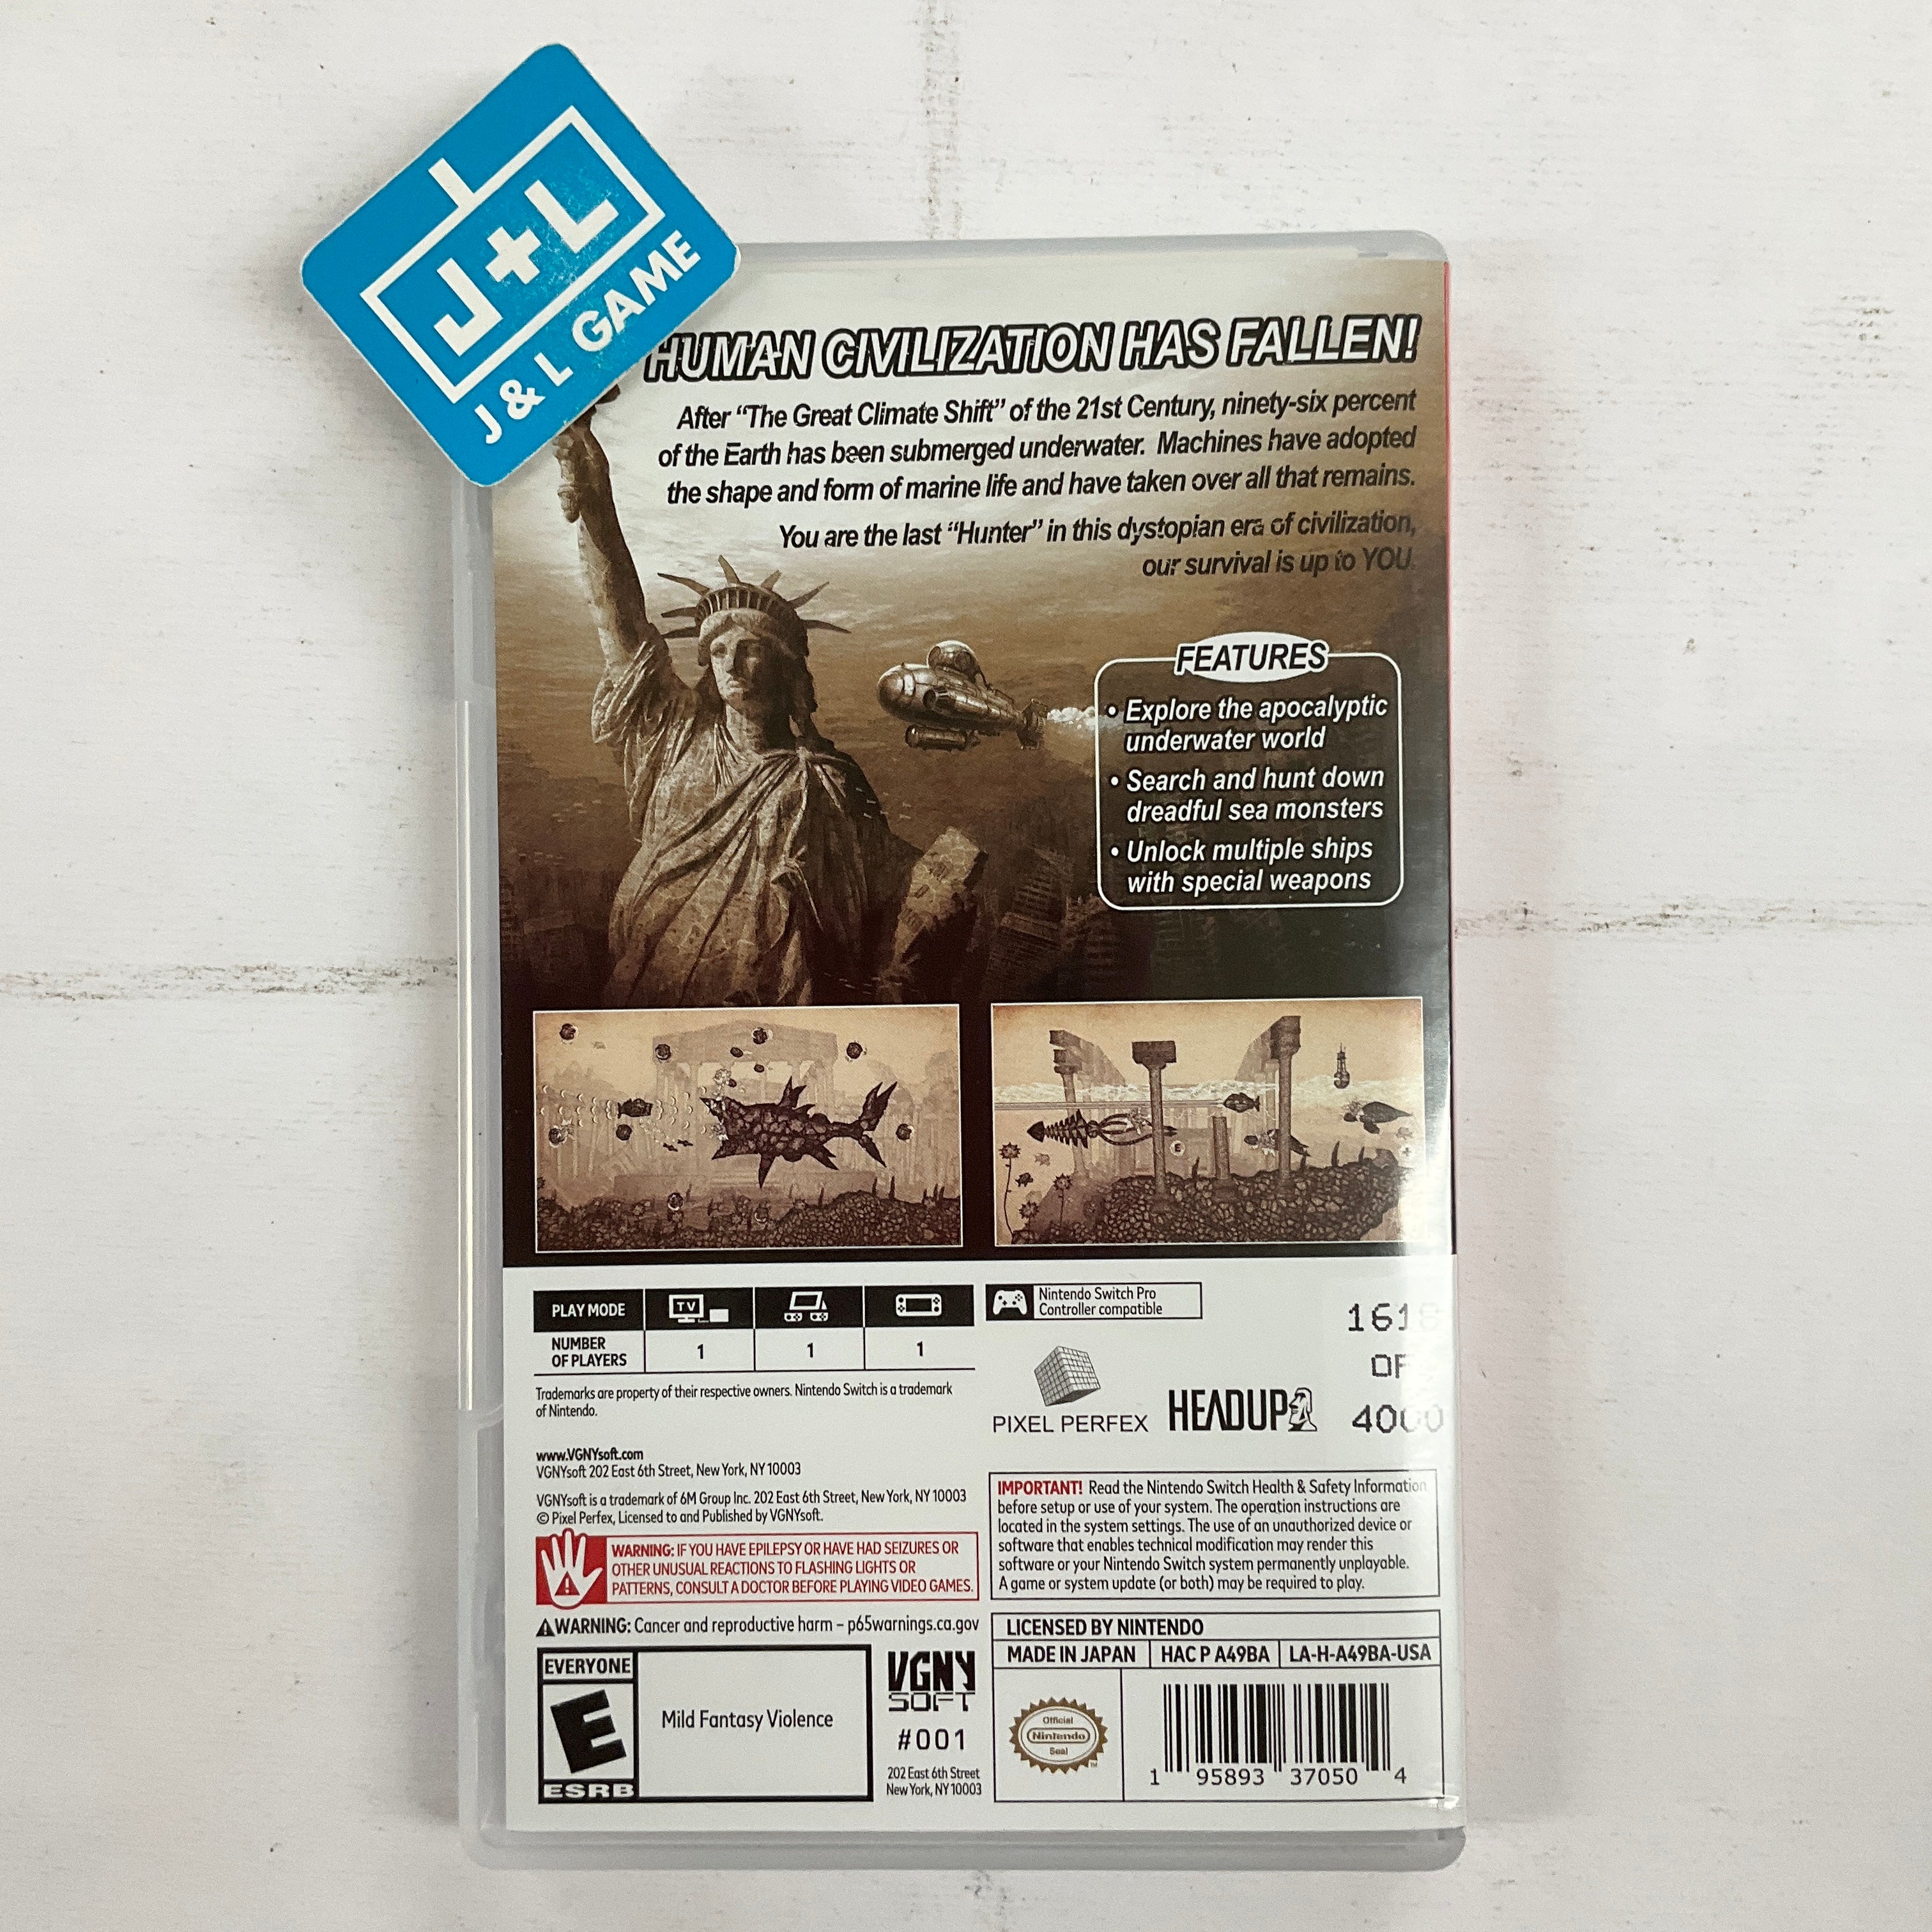 J+L
J & L GAME
HUMAN CIVILIZATION HAS FALLEN!
After “The Great Climate Shift” of the 21st Century, ninety-six percent
of the Earth has been submerged underwater. Machines have adopted
the shape and form of marine life and have taken over all that remains.
You are the last “Hunter” in this dystopian era of civilization,
our survival is up to YOU.
FEATURES
• Explore the apocalyptic
underwater world
• Search and hunt down
dreadful sea monsters
• Unlock multiple ships
with special weapons
PLAY MODE
TV
NUMBER
OF PLAYERS
1
1
1
Nintendo Switch Pro
Controller compatible
Trademarks are property of their respective owners. Nintendo Switch is a trademark
of Nintendo.
PIXEL PERFEX
HEADUP
OF
4000
www.VGNYsoft.com
VGNYsoft 202 East 6th Street, New York, NY 10003
VGNYsoft is a trademark of 6M Group Inc. 202 East 6th Street, New York, NY 10003
© Pixel Perfex, Licensed to and Published by VGNYsoft.
WARNING: IF YOU HAVE EPILEPSY OR HAVE HAD SEIZURES OR
OTHER UNUSUAL REACTIONS TO FLASHING LIGHTS OR
PATTERNS, CONSULT A DOCTOR BEFORE PLAYING VIDEO GAMES.
WARNING: Cancer and reproductive harm – p65warnings.ca.gov
IMPORTANT! Read the Nintendo Switch Health & Safety Information
before setup or use of your system. The operation instructions are
located in the system settings. The use of an unauthorized device or
software that enables technical modification may render this
software or your Nintendo Switch system permanently unplayable.
A game or system update (or both) may be required to play.
EVERYONE
E
ESRB
Mild Fantasy Violence
VGNY
SOFT
#001
202 East 6th Street
New York, NY 10003
LICENSED BY NINTENDO
MADE IN JAPAN
HAC P A49BA
LA-H-A49BA-USA
Official
Nintendo
Seal
1 95893 37050 4